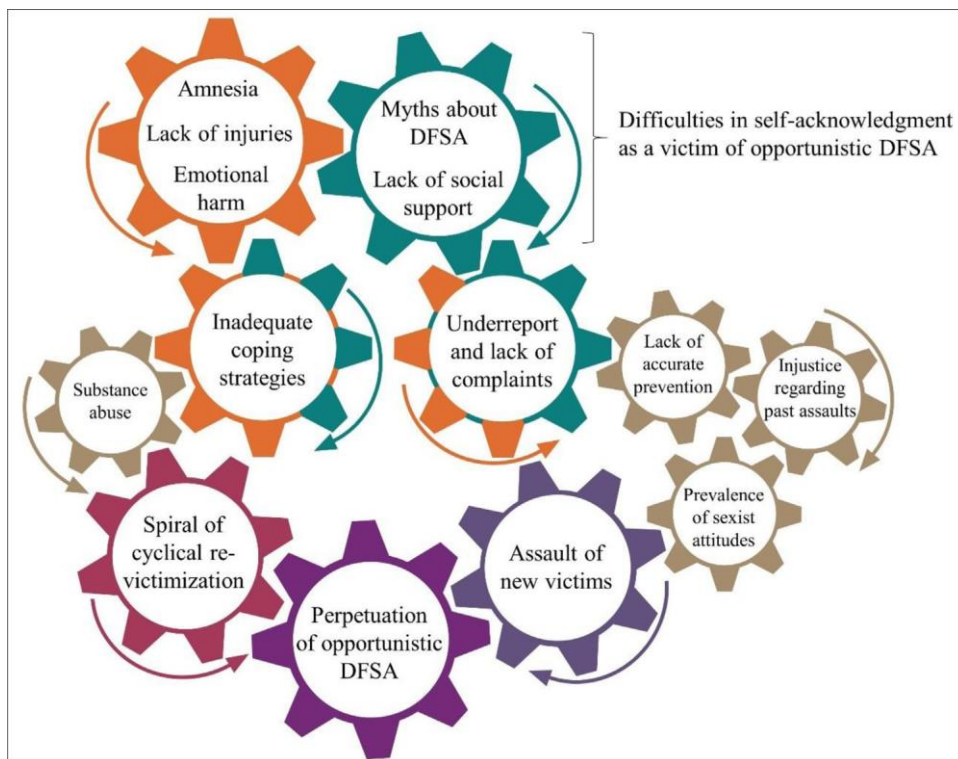 Amnesia
Lack of injuries
Emotional
harm
Myths about
DFSA
Lack of social
support
Difficulties in self-acknowledgment
as a victim of opportunistic DFSA
Inadequate
coping
strategies
Underreport
and lack of
complaints
Lack of
accurate
prevention
Injustice
regarding
past assaults
Substance
abuse
Prevalence
of sexist
attitudes
Spiral of
cyclical re-
victimization
Perpetuation
of opportunistic
DFSA
Assault of
new victims